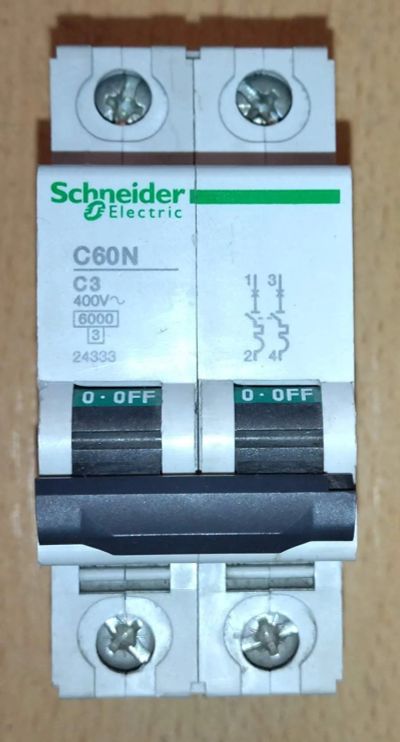 Schneider
Electric
C60N
C3
400V~
6000
3
24333
1 3
2 4
0·OFF 0·OFF